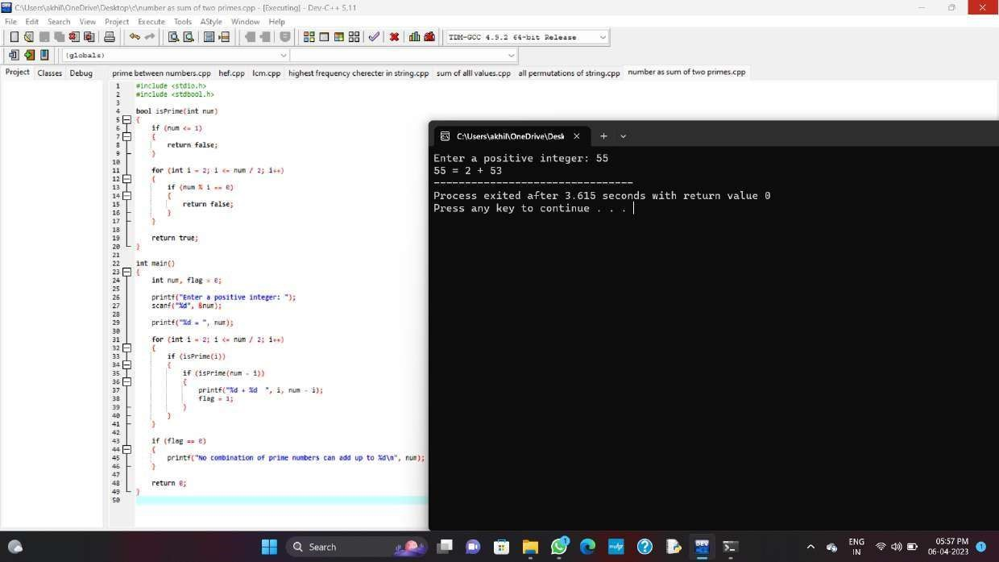 C:\Users\akhil\OneDrive\Desktop\c\number as sum of two primes.cpp - [Executing] - Dev-C++ 5.11
File Edit Search View Project Execute Tools AStyle Window Help
TDM-GCC 4.9.2 64-bit Release
(globals)
Project Classes Debug
prime between numbers.cpp hef.cpp lcm.cpp highest frequency cherecter in string.cpp sum of alll values.cpp all permutations of string.cpp number as sum of two primes.cpp
1 #include <stdio.h>
2 #include <stdbool.h>
3
4 bool isPrime(int num)
5 {
6 if (num <= 1)
7 {
8 return false;
9 }
10
11 for (int i = 2; i <= num / 2; i++)
12 {
13 if (num % i == 0)
14 {
15 return false;
16 }
17 }
18
19 return true;
20 }
21
22 int main()
23 {
24 int num, flag = 0;
25
26 printf("Enter a positive integer: ");
27 scanf("%d", &num);
28
29 printf("%d = ", num);
30
31 for (int i = 2; i <= num / 2; i++)
32 {
33 if (isPrime(i))
34 {
35 if (isPrime(num - i))
36 {
37 printf("%d + %d  ", i, num - i);
38 flag = 1;
39 }
40 }
41 }
42
43 if (flag == 0)
44 {
45 printf("No combination of prime numbers can add up to %d\n", num);
46 }
47
48 return 0;
49 }
50
C:\Users\akhil\OneDrive\Desk
Enter a positive integer: 55
55 = 2 + 53
--------------------------------
Process exited after 3.615 seconds with return value 0
Press any key to continue . . .
Search
1
DEV
ENG
IN
05:57 PM
06-04-2023
1